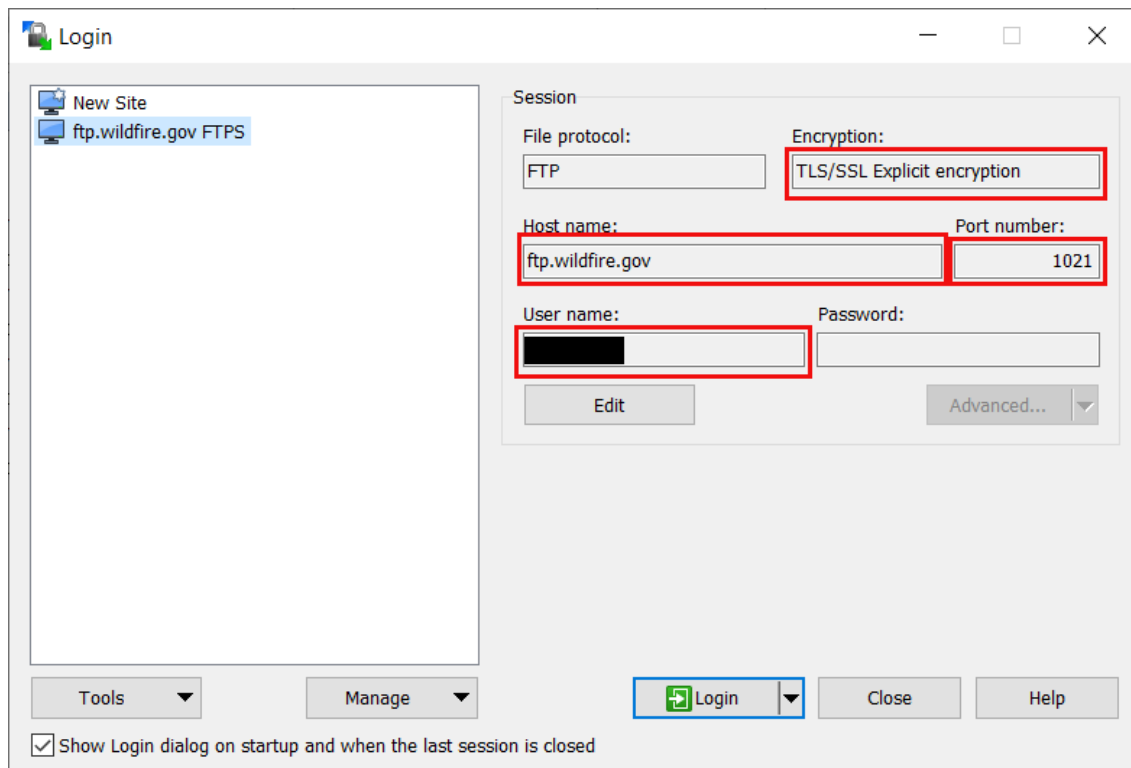 Login
New Site
ftp.wildfire.gov FTPS
Session
File protocol: Encryption:
FTP TLS/SSL Explicit encryption
Host name: Port number:
ftp.wildfire.gov 1021
User name: Password:
Edit Advanced...
Tools Manage Login Close Help
Show Login dialog on startup and when the last session is closed